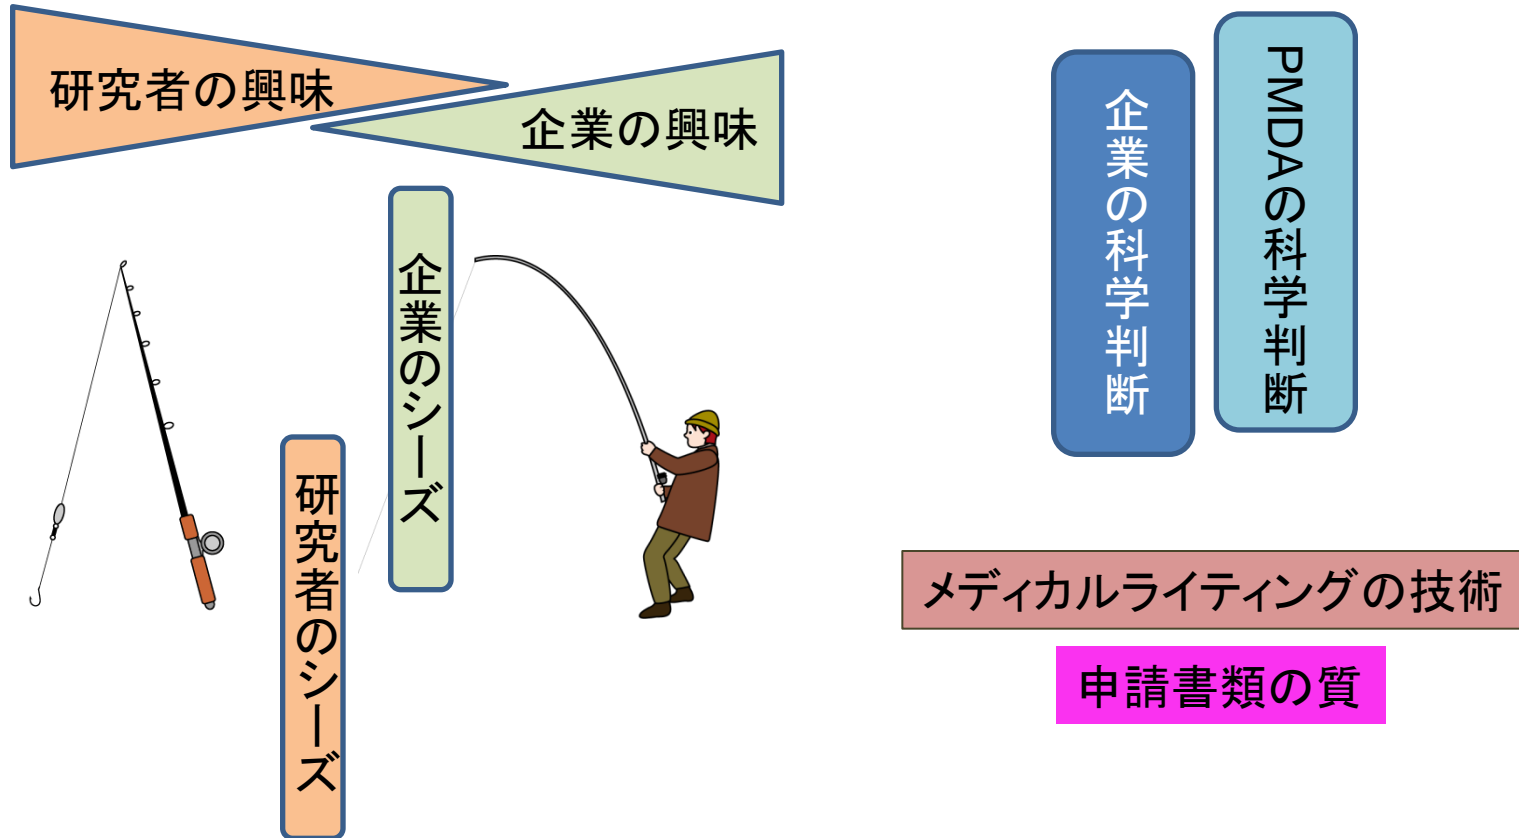 研究者の興味
企業の興味
企業のシーズ
研究者のシーズ
企業の科学判断
PMDAの科学判断
メディカルライティングの技術
申請書類の質